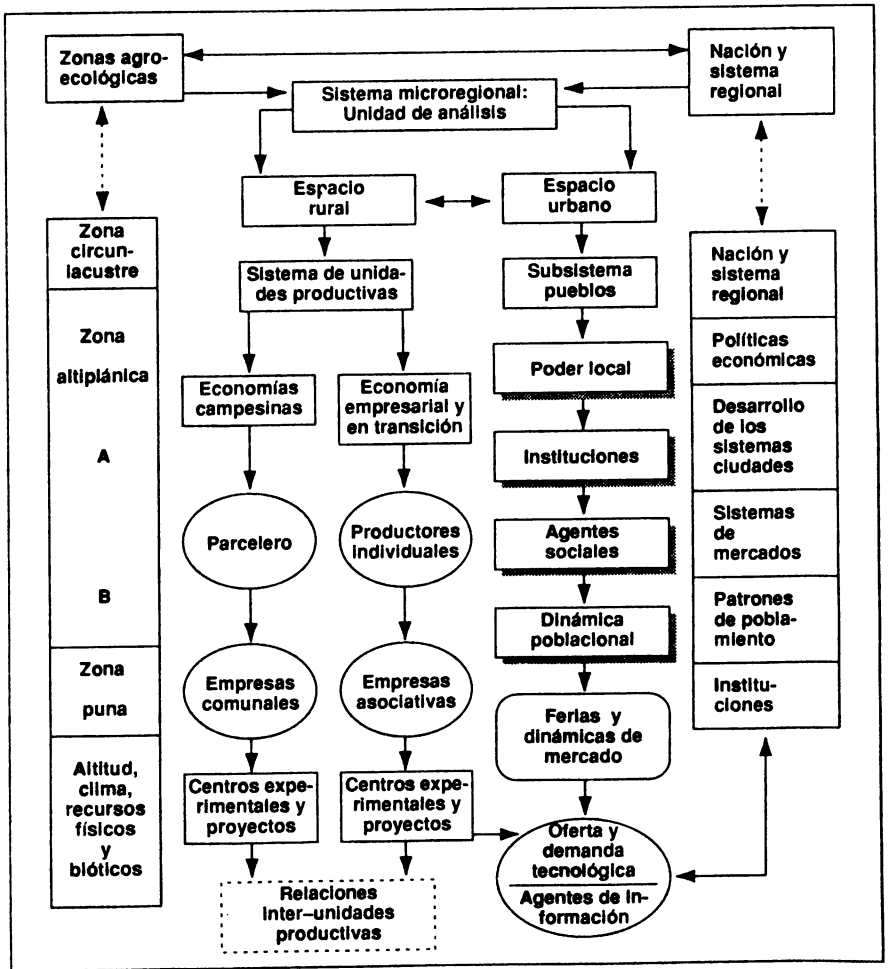 Zonas agro-
ecológicas
Nación y
sistema
regional
Sistema microregional:
Unidad de análisis
Espacio
rural
Espacio
urbano
Zona
circun-
lacustre
Zona
altiplánica
A
B
Zona
puna
Altitud,
clima,
recursos
físicos
y
bióticos
Sistema de unida-
des productivas
Economías
campesinas
Parcelero
Empresas
comunales
Centros expe-
rimentales y
proyectos
Economía
empresarial y
en transición
Productores
individuales
Empresas
asociativas
Centros expe-
rimentales y
proyectos
Relaciones
inter–unidades
productivas
Subsistema
pueblos
Poder local
Instituciones
Agentes
sociales
Dinámica
poblacional
Ferias y
dinámicas de
mercado
Oferta y
demanda
tecnológica
Agentes de in-
formación
Nación y
sistema
regional
Políticas
económicas
Desarrollo
de los
sistemas
ciudades
Sistemas
de
mercados
Patrones
de pobla-
miento
Institu-
ciones